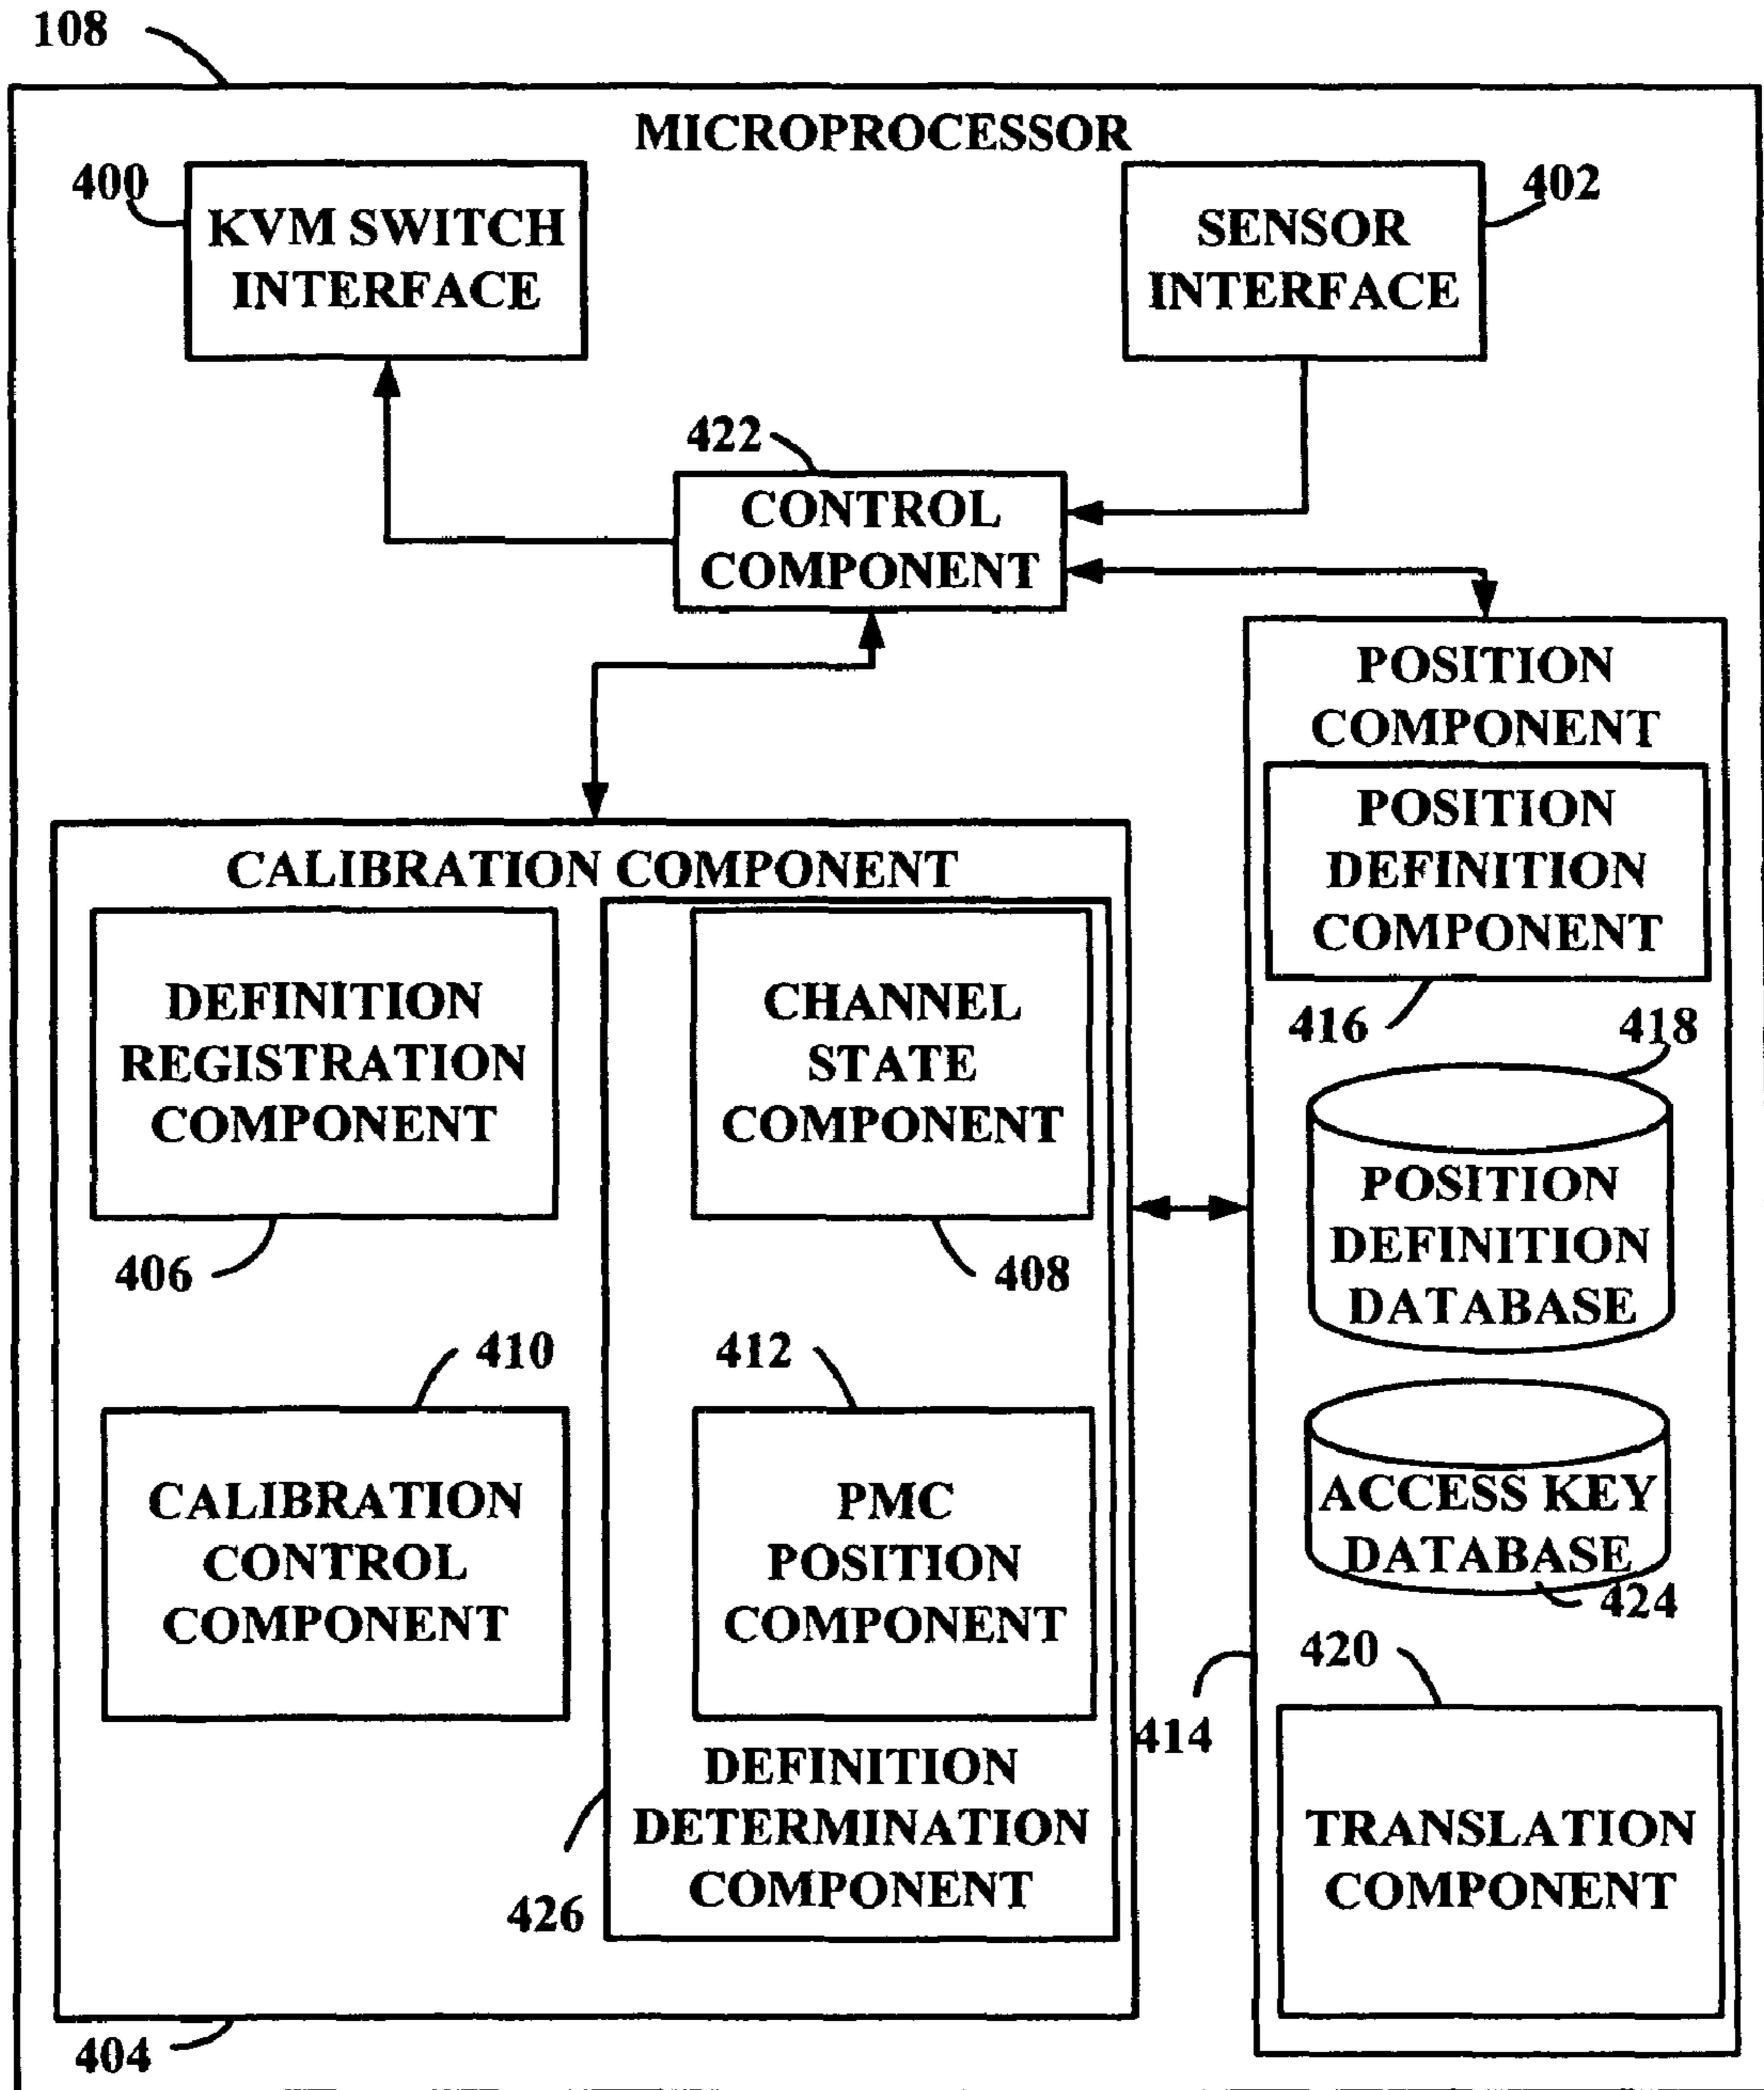 108
MICROPROCESSOR
400
KVM SWITCH
INTERFACE
SENSOR
INTERFACE
402
422
CONTROL
COMPONENT
POSITION
COMPONENT
POSITION
DEFINITION
COMPONENT
416
418
POSITION
DEFINITION
DATABASE
ACCESS KEY
DATABASE
424
420
TRANSLATION
COMPONENT
414
CALIBRATION COMPONENT
DEFINITION
REGISTRATION
COMPONENT
406
CHANNEL
STATE
COMPONENT
408
410
CALIBRATION
CONTROL
COMPONENT
412
PMC
POSITION
COMPONENT
DEFINITION
DETERMINATION
COMPONENT
426
404